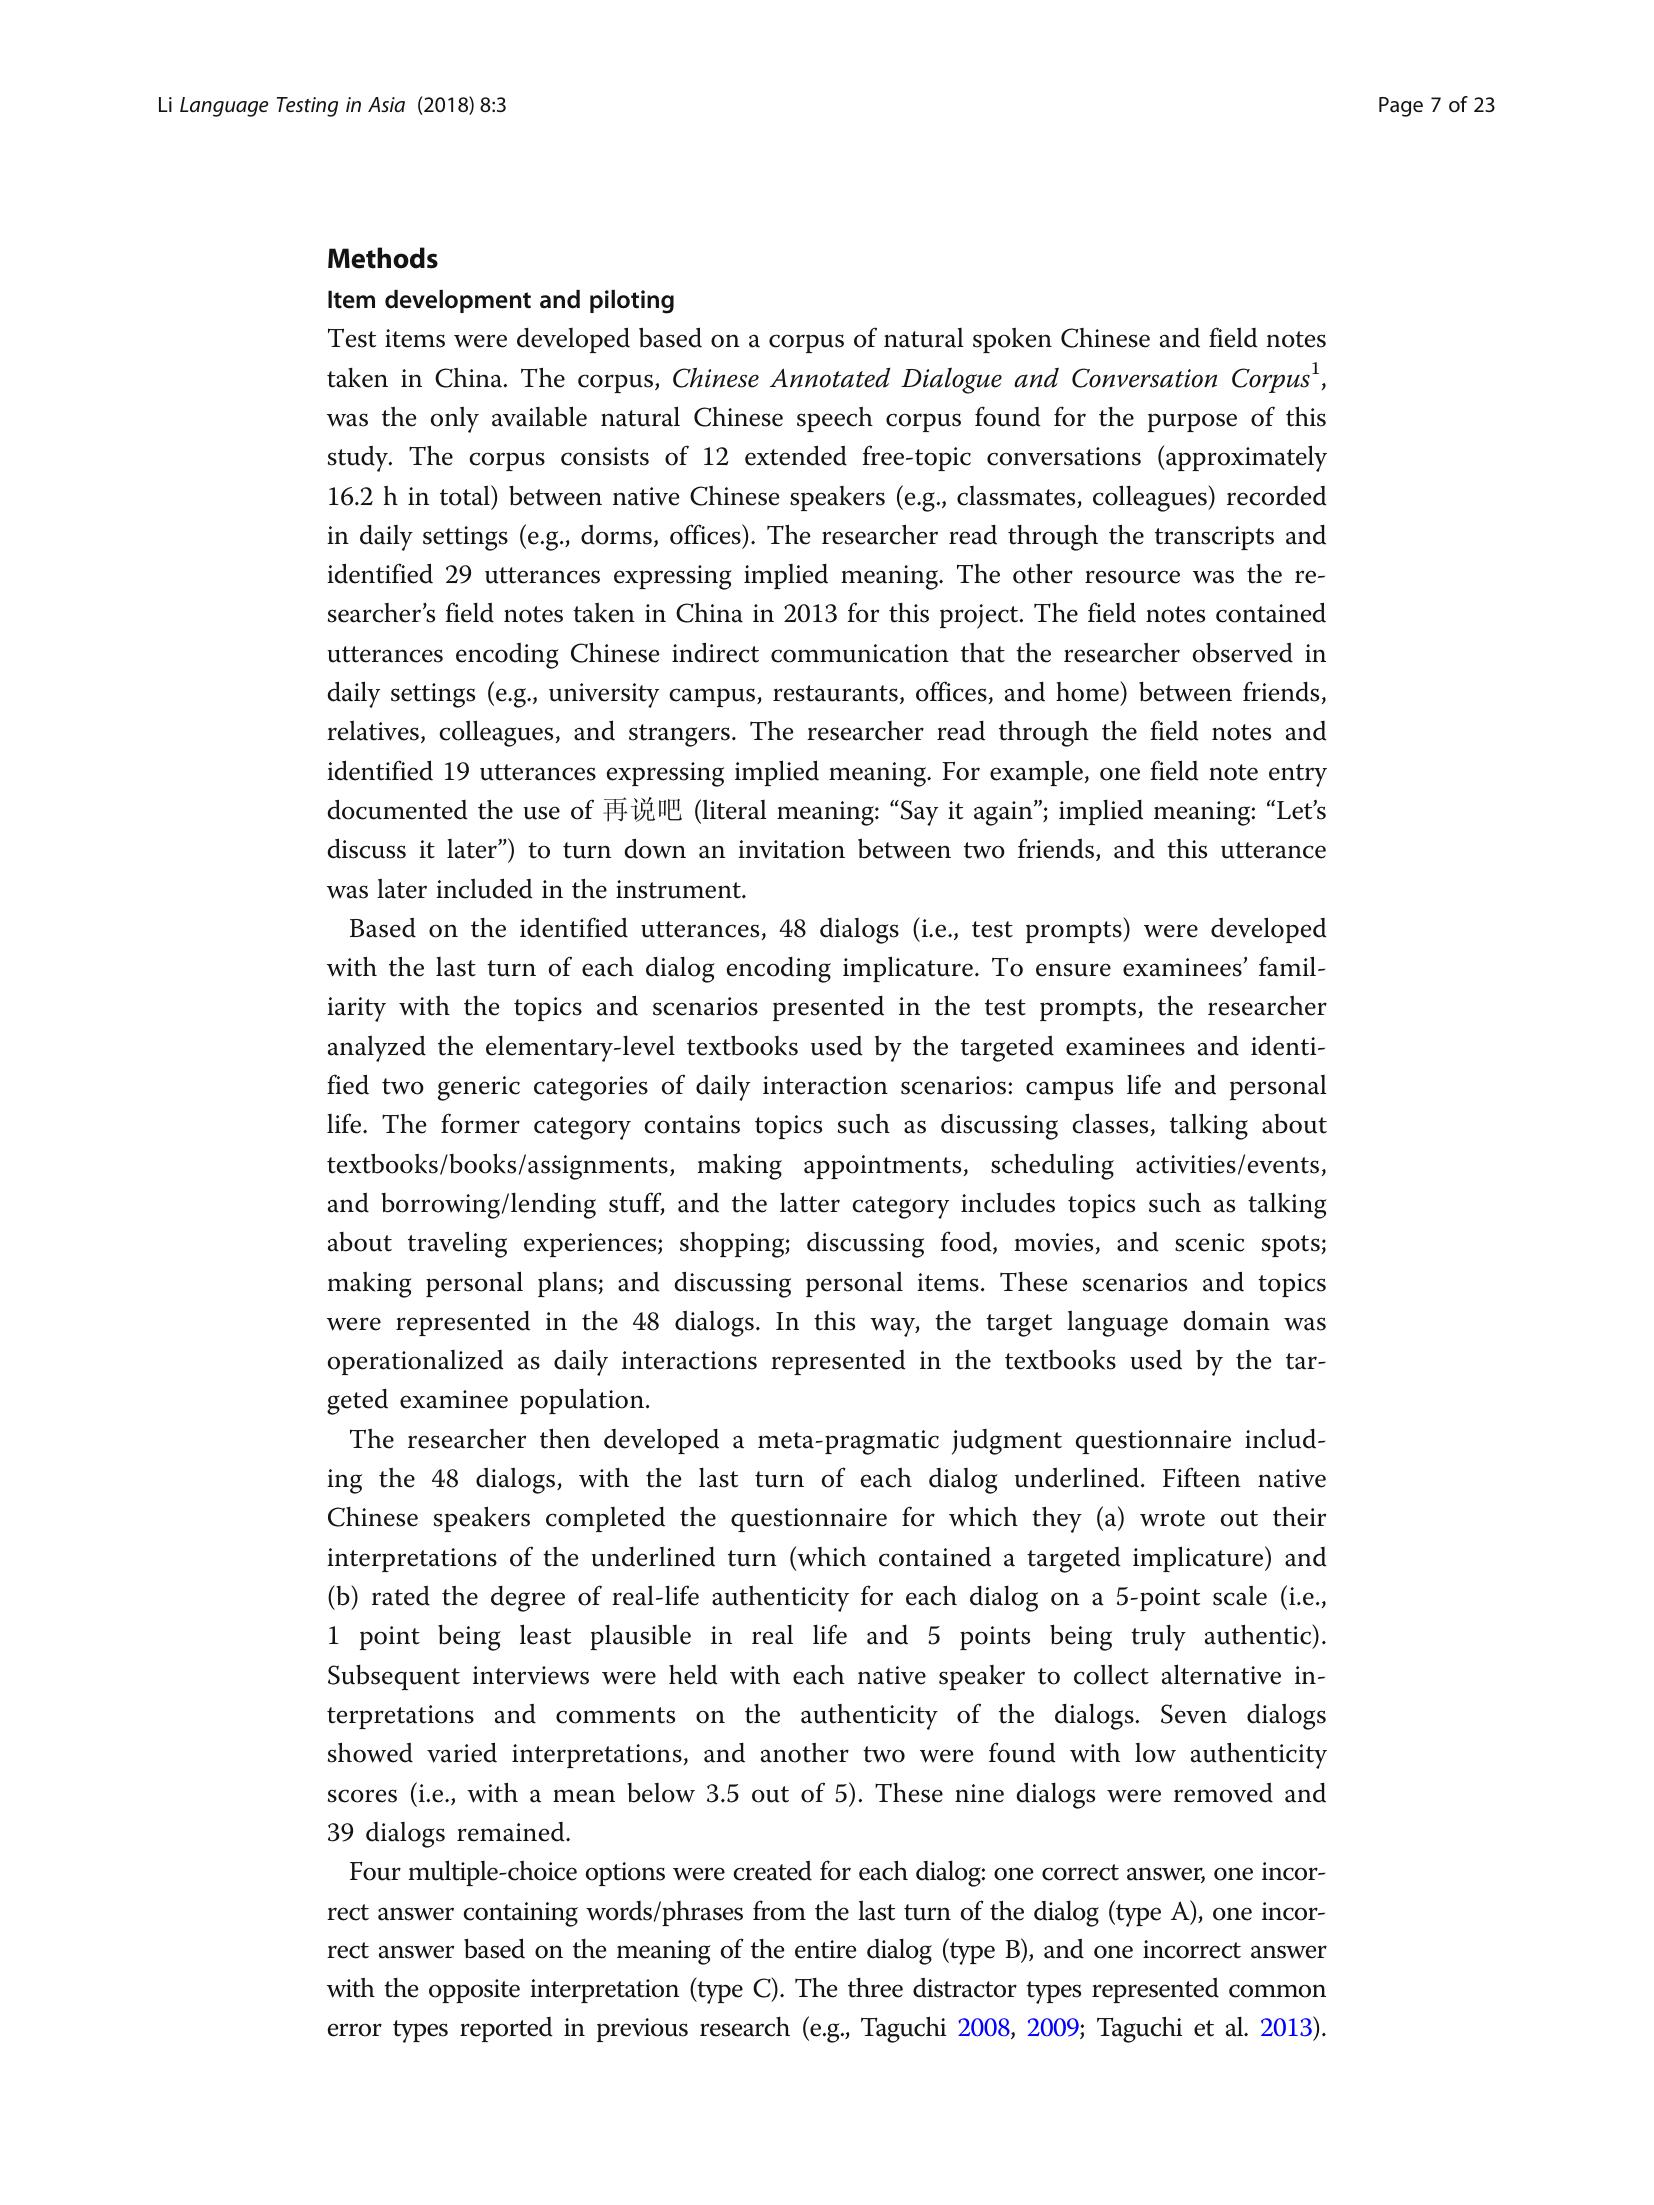 Li Language Testing in Asia (2018) 8:3
Page 7 of 23
Methods
Item development and piloting
Test items were developed based on a corpus of natural spoken Chinese and field notes
taken in China. The corpus, Chinese Annotated Dialogue and Conversation Corpus1,
was the only available natural Chinese speech corpus found for the purpose of this
study. The corpus consists of 12 extended free-topic conversations (approximately
16.2 h in total) between native Chinese speakers (e.g., classmates, colleagues) recorded
in daily settings (e.g., dorms, offices). The researcher read through the transcripts and
identified 29 utterances expressing implied meaning. The other resource was the re-
searcher’s field notes taken in China in 2013 for this project. The field notes contained
utterances encoding Chinese indirect communication that the researcher observed in
daily settings (e.g., university campus, restaurants, offices, and home) between friends,
relatives, colleagues, and strangers. The researcher read through the field notes and
identified 19 utterances expressing implied meaning. For example, one field note entry
documented the use of 再说吧 (literal meaning: “Say it again”; implied meaning: “Let’s
discuss it later”) to turn down an invitation between two friends, and this utterance
was later included in the instrument.
Based on the identified utterances, 48 dialogs (i.e., test prompts) were developed
with the last turn of each dialog encoding implicature. To ensure examinees’ famil-
iarity with the topics and scenarios presented in the test prompts, the researcher
analyzed the elementary-level textbooks used by the targeted examinees and identi-
fied two generic categories of daily interaction scenarios: campus life and personal
life. The former category contains topics such as discussing classes, talking about
textbooks/books/assignments, making appointments, scheduling activities/events,
and borrowing/lending stuff, and the latter category includes topics such as talking
about traveling experiences; shopping; discussing food, movies, and scenic spots;
making personal plans; and discussing personal items. These scenarios and topics
were represented in the 48 dialogs. In this way, the target language domain was
operationalized as daily interactions represented in the textbooks used by the tar-
geted examinee population.
The researcher then developed a meta-pragmatic judgment questionnaire includ-
ing the 48 dialogs, with the last turn of each dialog underlined. Fifteen native
Chinese speakers completed the questionnaire for which they (a) wrote out their
interpretations of the underlined turn (which contained a targeted implicature) and
(b) rated the degree of real-life authenticity for each dialog on a 5-point scale (i.e.,
1 point being least plausible in real life and 5 points being truly authentic).
Subsequent interviews were held with each native speaker to collect alternative in-
terpretations and comments on the authenticity of the dialogs. Seven dialogs
showed varied interpretations, and another two were found with low authenticity
scores (i.e., with a mean below 3.5 out of 5). These nine dialogs were removed and
39 dialogs remained.
Four multiple-choice options were created for each dialog: one correct answer, one incor-
rect answer containing words/phrases from the last turn of the dialog (type A), one incor-
rect answer based on the meaning of the entire dialog (type B), and one incorrect answer
with the opposite interpretation (type C). The three distractor types represented common
error types reported in previous research (e.g., Taguchi 2008, 2009; Taguchi et al. 2013).